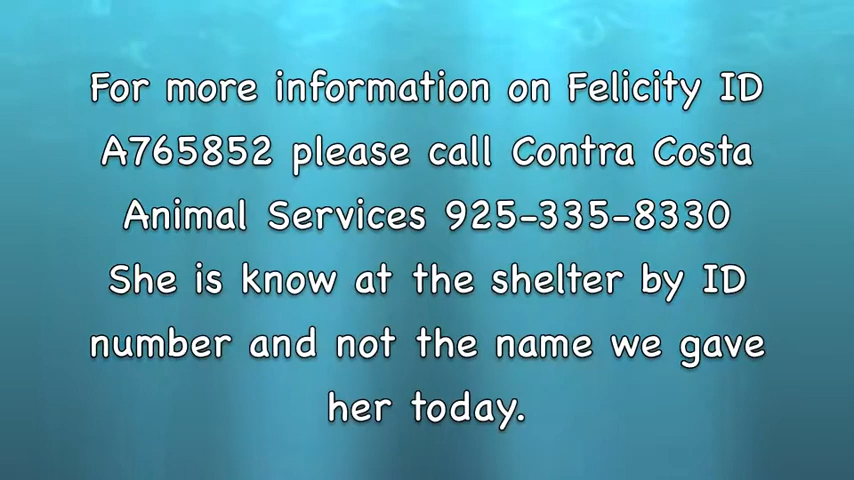 For more information on Felicity ID
A765852 please call Contra Costa
Animal Services 925-335-8330
She is know at the shelter by ID
number and not the name we gave
her today.